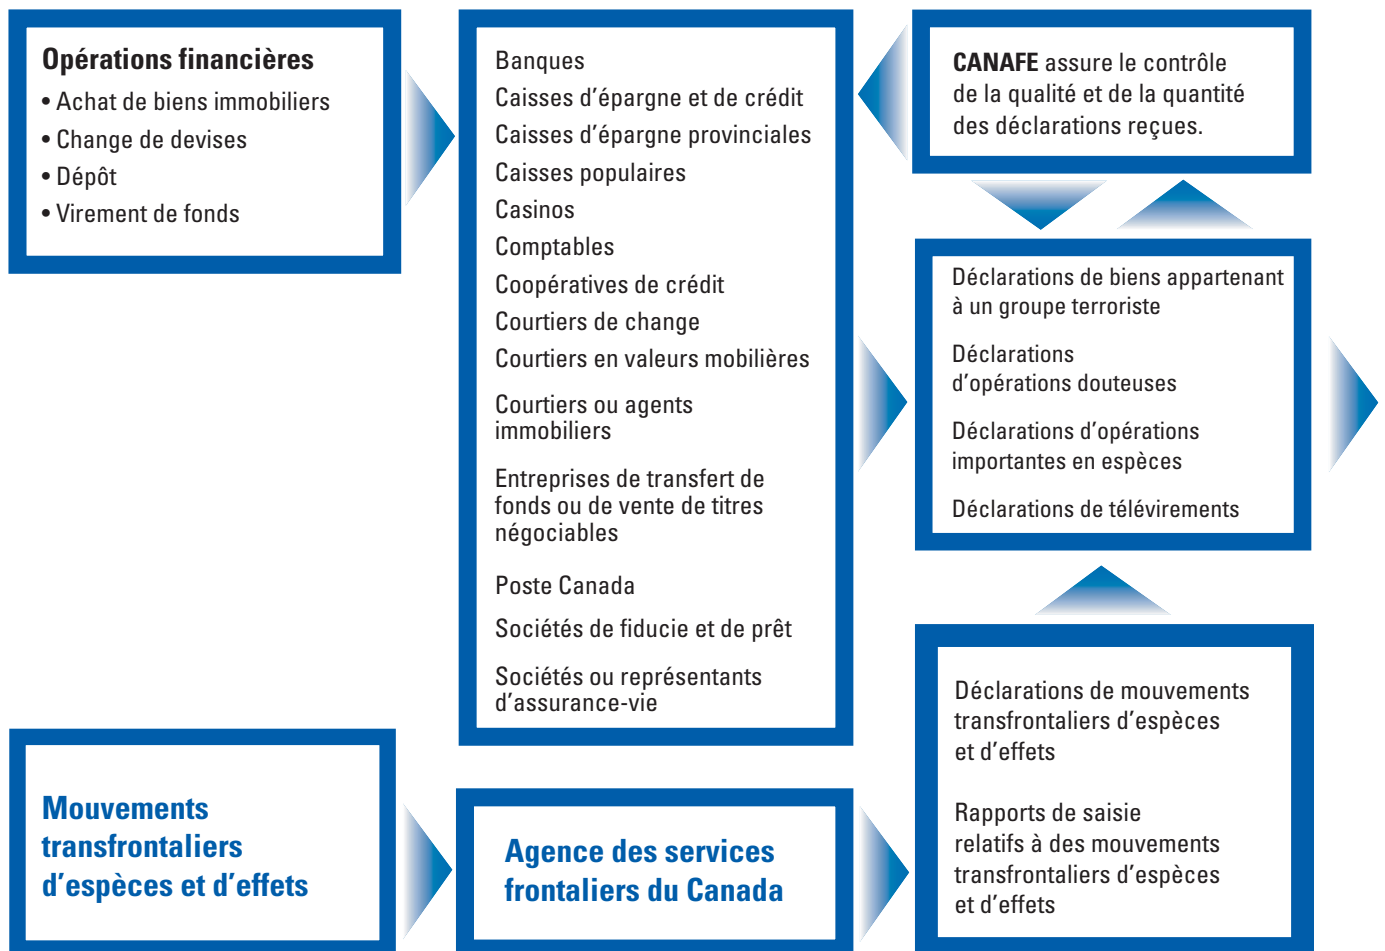 Opérations financières
• Achat de biens immobiliers
• Change de devises
• Dépôt
• Virement de fonds
Banques
Caisses d'épargne et de crédit
Caisses d'épargne provinciales
Caisses populaires
Casinos
Comptables
Coopératives de crédit
Courtiers de change
Courtiers en valeurs mobilières
Courtiers ou agents
immobiliers
Entreprises de transfert de
fonds ou de vente de titres
négociables
Poste Canada
Sociétés de fiducie et de prêt
Sociétés ou représentants
d'assurance-vie
CANAFE assure le contrôle
de la qualité et de la quantité
des déclarations reçues.
Déclarations de biens appartenant
à un groupe terroriste
Déclarations
d'opérations douteuses
Déclarations d'opérations
importantes en espèces
Déclarations de télévirements
Mouvements
transfrontaliers
d'espèces et d'effets
Agence des services
frontaliers du Canada
Déclarations de mouvements
transfrontaliers d'espèces
et d'effets
Rapports de saisie
relatifs à des mouvements
transfrontaliers d'espèces
et d'effets